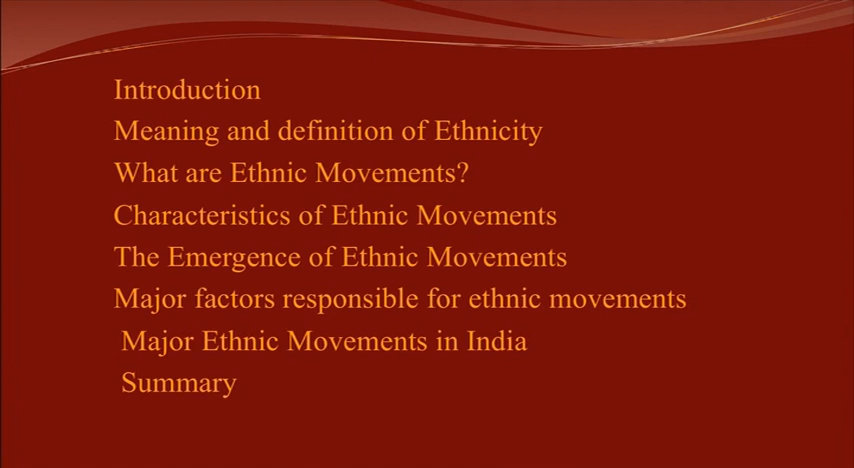 Introduction
Meaning and definition of Ethnicity
What are Ethnic Movements?
Characteristics of Ethnic Movements
The Emergence of Ethnic Movements
Major factors responsible for ethnic movements
Major Ethnic Movements in India
Summary